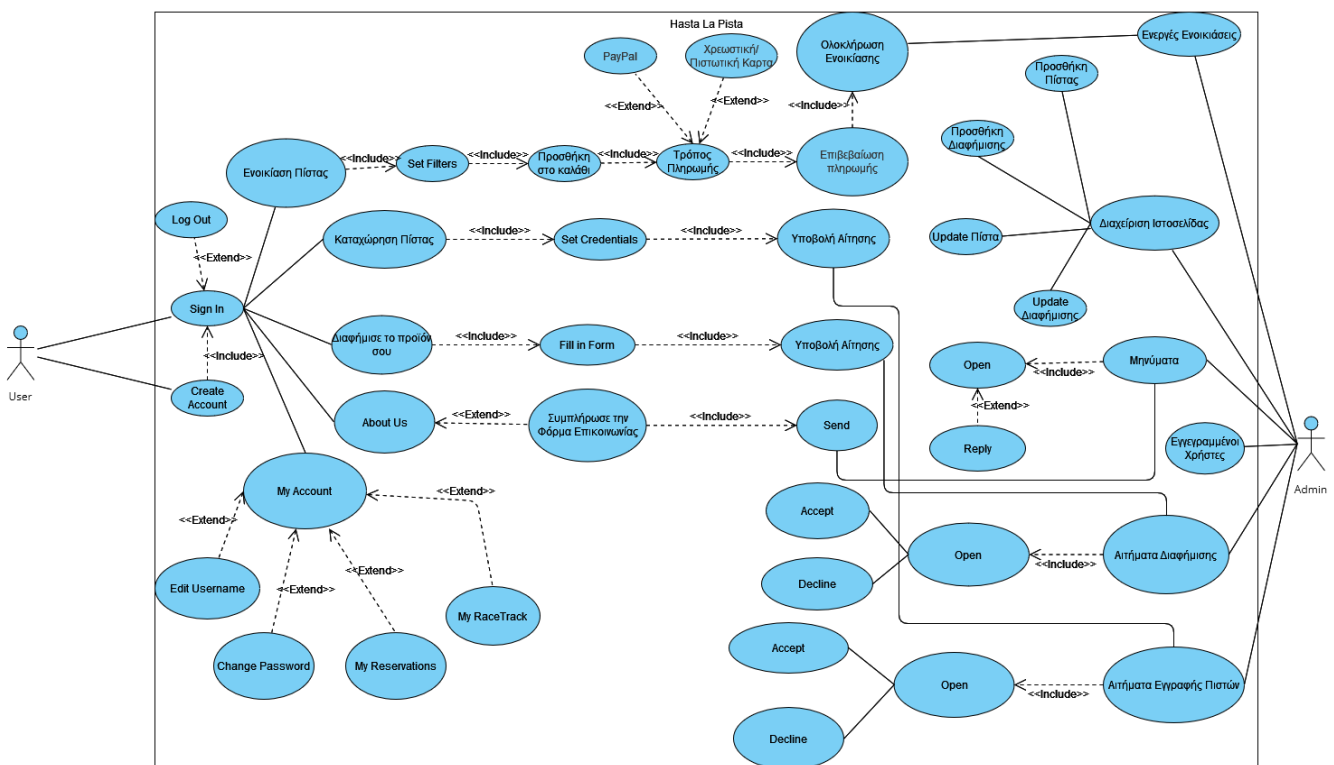 Hasta La Pista
PayPal
Χρεωστική/
Πιστωτική Κάρτα
Ολοκλήρωση
Ενοικίασης
Ενεργές Ενοικιάσεις
Προσθήκη
Πίστας
<<Extend>>
<<Extend>>
<<Include>>
Προσθήκη
Διαφήμισης
Ενοικίαση Πίστας
<<Include>>
Set Filters
<<Include>>
Προσθήκη
στο καλάθι
<<Include>>
Τρόπος
Πληρωμής
<<Include>>
Επιβεβαίωση
πληρωμής
Log Out
<<Extend>>
Καταχώρηση Πίστας
<<Include>>
Set Credentials
<<Include>>
Υποβολή Αίτησης
Update Πίστα
Διαχείριση Ιστοσελίδας
Sign In
Update
Διαφήμισης
<<Include>>
Διαφήμισε το προϊόν
σου
<<Include>>
Fill in Form
<<Include>>
Υποβολή Αίτησης
Open
<<Include>>
Μηνύματα
User
Create
Account
About Us
<<Extend>>
Συμπλήρωσε την
Φόρμα Επικοινωνίας
<<Include>>
Send
<<Extend>>
Reply
Εγγεγραμμένοι
Χρήστες
Admin
My Account
<<Extend>>
<<Extend>>
Accept
Open
<<Include>>
Αιτήματα Διαφήμισης
Edit Username
<<Extend>>
<<Extend>>
Decline
My RaceTrack
Change Password
My Reservations
Accept
Open
<<Include>>
Αιτήματα Εγγραφής Πιστών
Decline